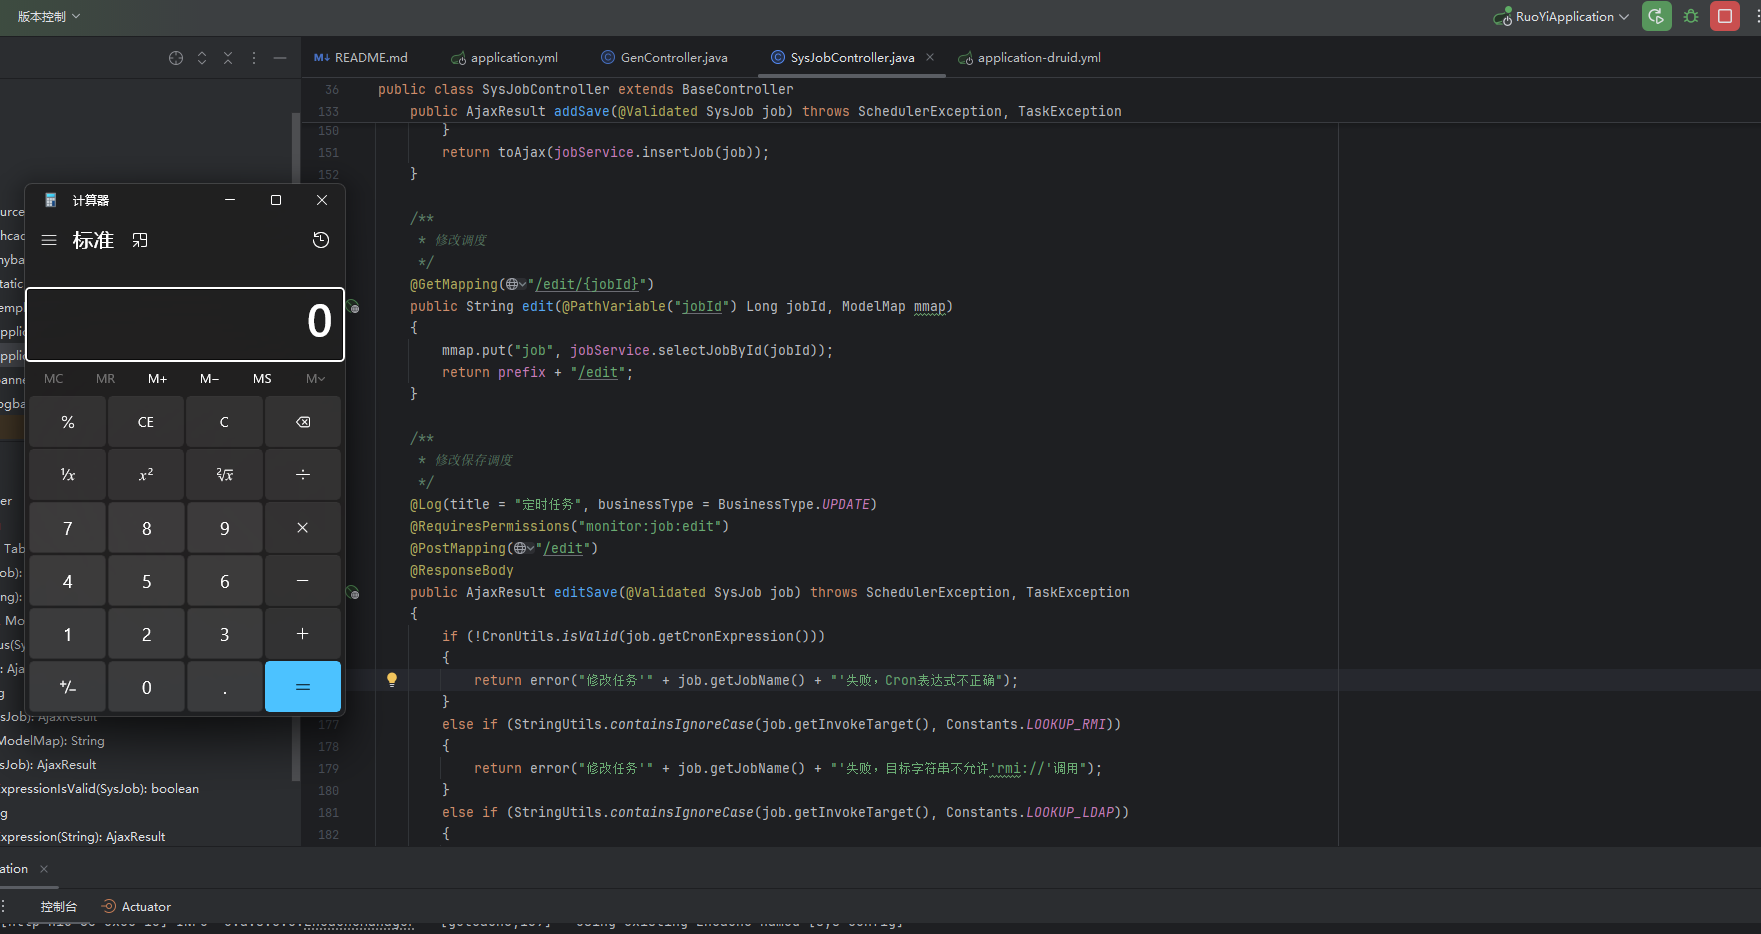 版本控制
RuoYiApplication
README.md
application.yml
GenController.java
SysJobController.java
application-druid.yml
36 public class SysJobController extends BaseController
133 public AjaxResult addSave(@Validated SysJob job) throws SchedulerException, TaskException
150 }
151 return toAjax(jobService.insertJob(job));
152 }
/**
* 修改调度
*/
@GetMapping("/edit/{jobId}")
public String edit(@PathVariable("jobId") Long jobId, ModelMap mmap)
{
mmap.put("job", jobService.selectJobById(jobId));
return prefix + "/edit";
}
/**
* 修改保存调度
*/
@Log(title = "定时任务", businessType = BusinessType.UPDATE)
@RequiresPermissions("monitor:job:edit")
@PostMapping("/edit")
@ResponseBody
public AjaxResult editSave(@Validated SysJob job) throws SchedulerException, TaskException
{
if (!CronUtils.isValid(job.getCronExpression()))
{
return error("修改任务'" + job.getJobName() + "'失败，Cron表达式不正确");
}
177 else if (StringUtils.containsIgnoreCase(job.getInvokeTarget(), Constants.LOOKUP_RMI))
178 {
179 return error("修改任务'" + job.getJobName() + "'失败，目标字符串不允许'rmi://'调用");
180 }
181 else if (StringUtils.containsIgnoreCase(job.getInvokeTarget(), Constants.LOOKUP_LDAP))
182 {
计算器
标准
0
MC MR M+ M− MS M
% CE C
⅟x x² ²√x ÷
7 8 9 ×
4 5 6 −
1 2 3 +
+/− 0 . =
er
Tab
ob):
ng):
Mo
us(Sy
: Aja
g
sJob): AjaxResult
ModelMap): String
sJob): AjaxResult
xpressionIsValid(SysJob): boolean
g
xpression(String): AjaxResult
ation
控制台
Actuator